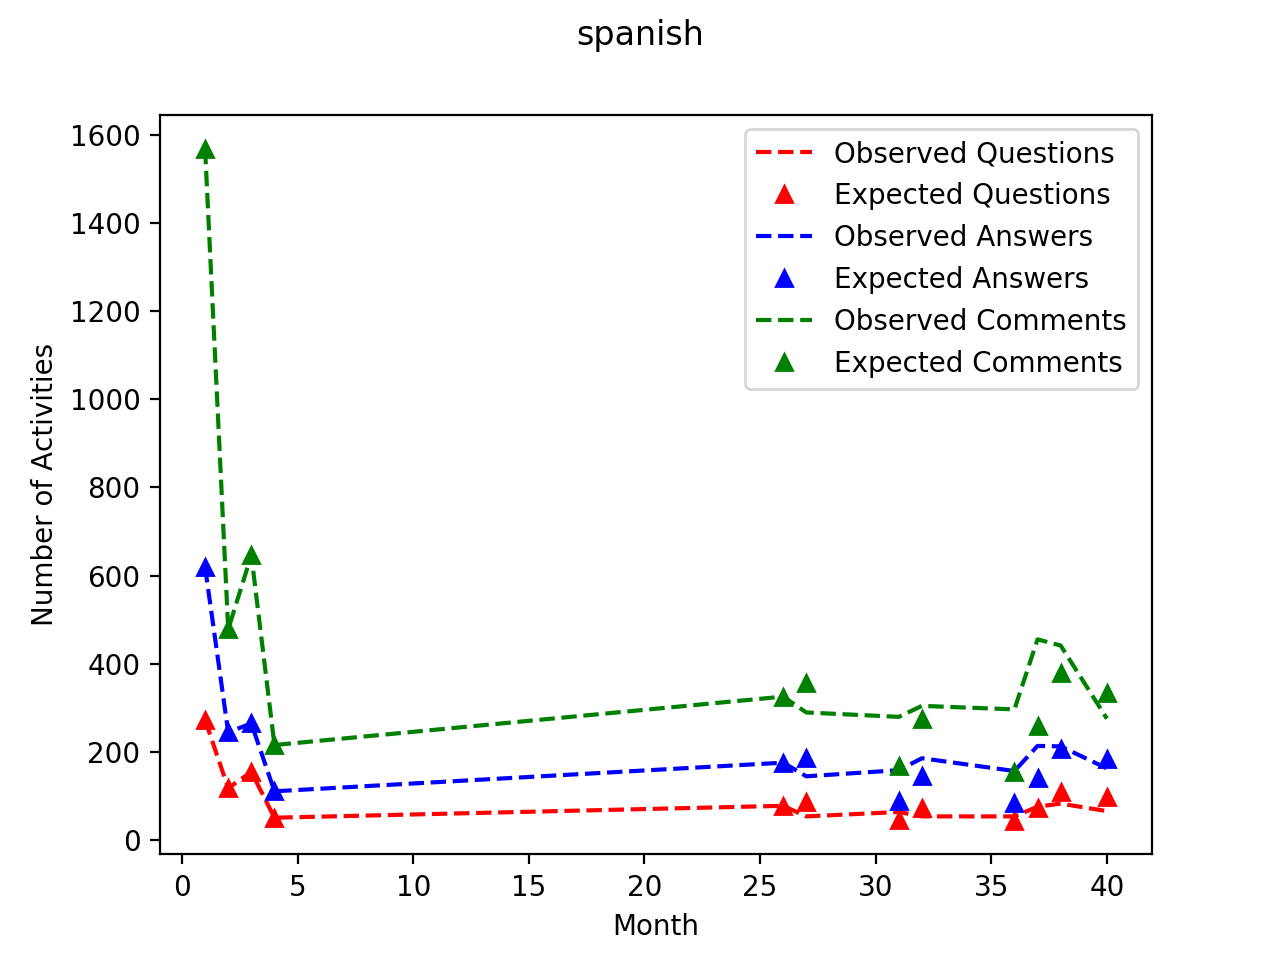 spanish
1600
1400
1200
1000
800
600
400
200
0
Number of Activities
Observed Questions
Expected Questions
Observed Answers
Expected Answers
Observed Comments
Expected Comments
0 5 10 15 20 25 30 35 40
Month